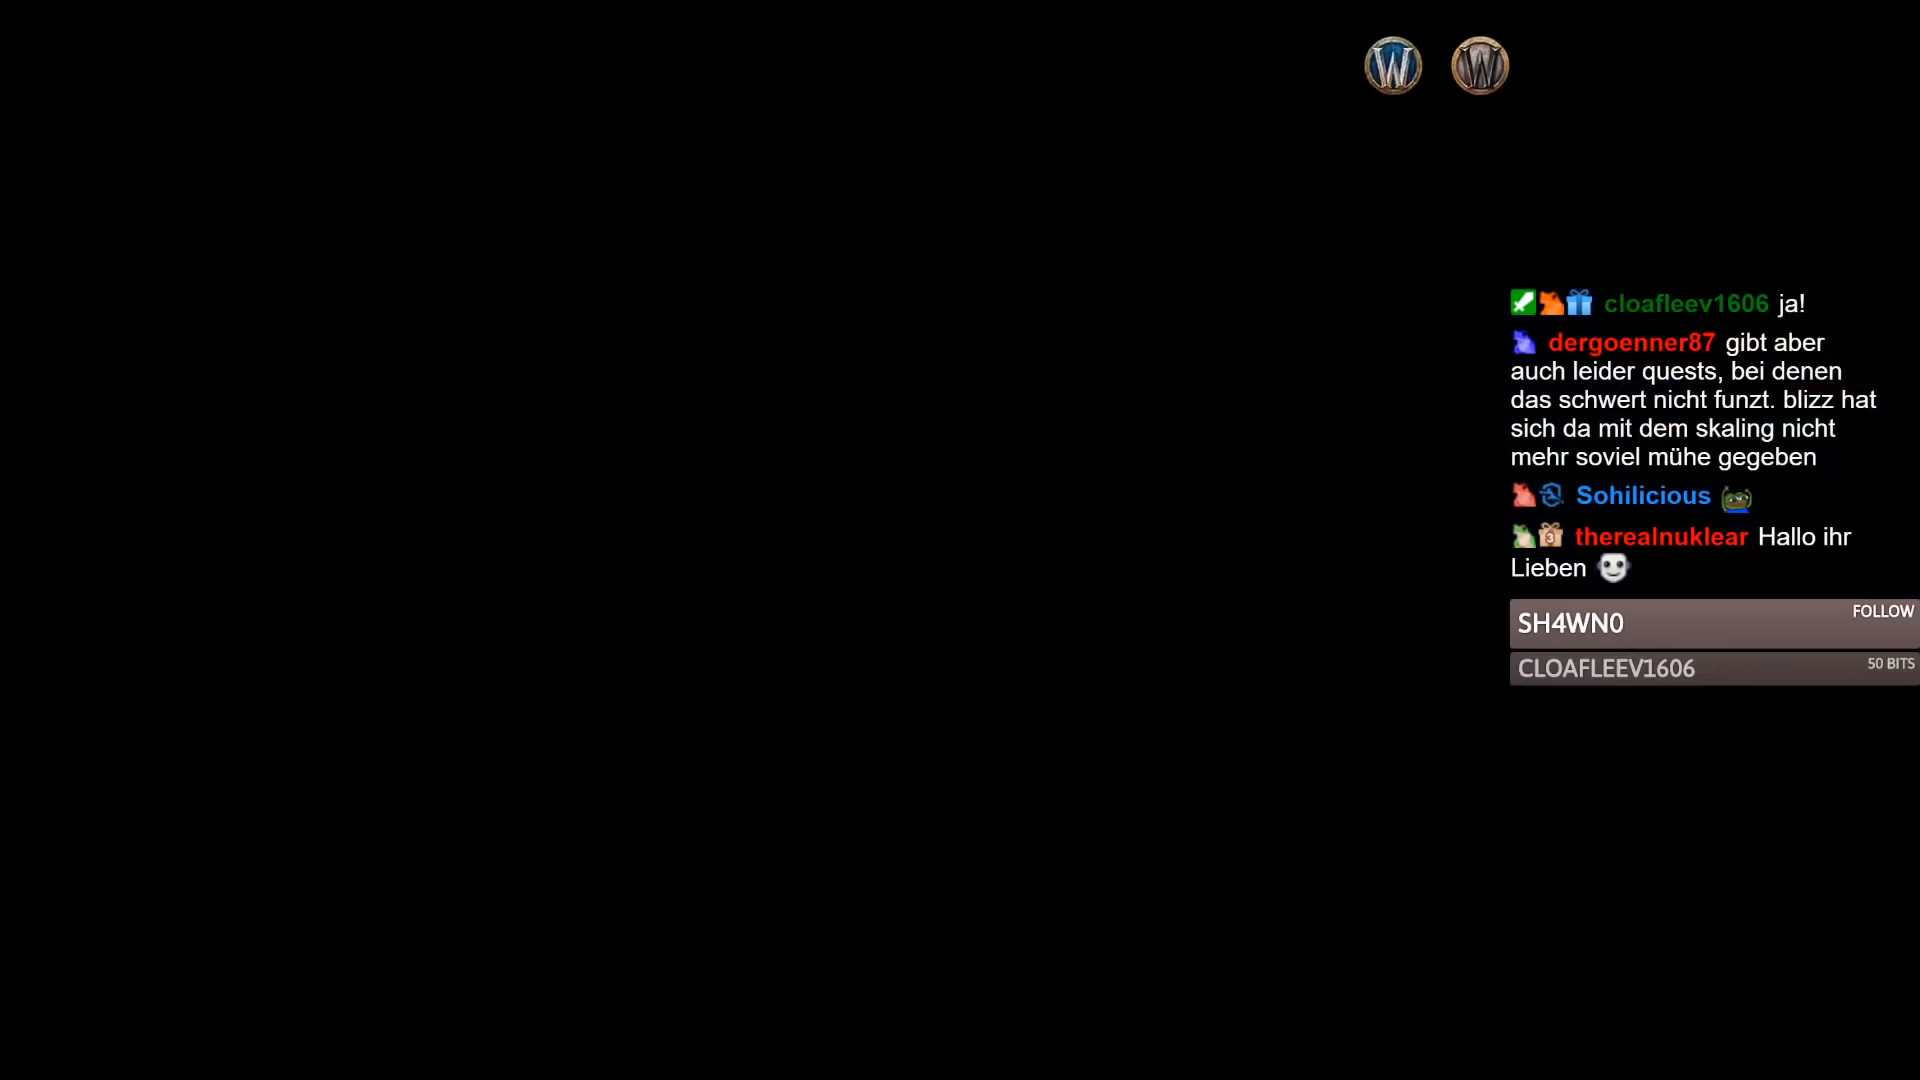 cloafleev1606 ja!
dergoenner87 gibt aber
auch leider quests, bei denen
das schwert nicht funzt. blizz hat
sich da mit dem skaling nicht
mehr soviel mühe gegeben
Sohilicious
therealnuklear Hallo ihr
Lieben
SH4WN0 FOLLOW
CLOAFLEEV1606 50 BITS